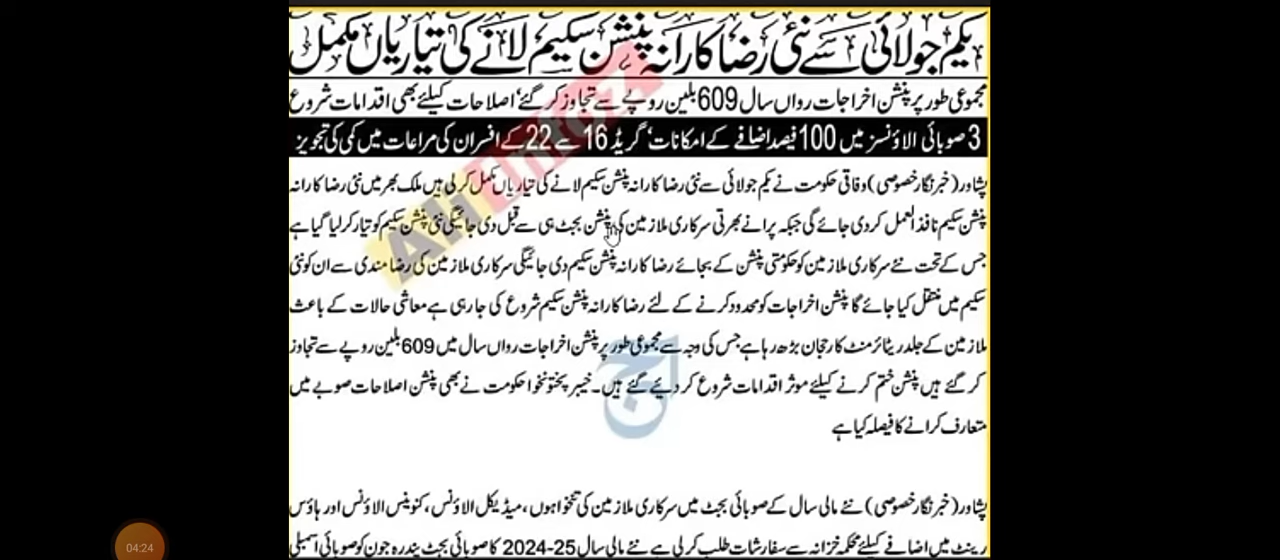 یکم جولائی سے نئی رضا کارانہ پنشن سکیم لانے کی تیاریاں مکمل
مجموعی طور پر پنشن اخراجات رواں سال 609 بلین روپے سے تجاوز کر گئے‘ اصلاحات کیلئے بھی اقدامات شروع
3 صوبائی الاؤنسز میں 100 فیصد اضافے کے امکانات‘ گریڈ 16 سے 22 کے افسران کی مراعات میں کمی کی تجویز
پشاور (خبر نگار خصوصی) وفاقی حکومت نے یکم جولائی سے نئی رضا کارانہ پنشن سکیم لانے کی تیاریاں مکمل کر لی ہیں ملک بھر میں نئی رضا کارانہ
پنشن سکیم نافذ العمل کر دی جائے گی جبکہ پرانے بھرتی سرکاری ملازمین کی پنشن بجٹ ہی سے قبل دی جائیگی نئی پنشن سکیم کو تیار کر لیا گیا ہے
جس کے تحت نئے سرکاری ملازمین کو حکومتی پنشن کے بجائے رضا کارانہ پنشن سکیم دی جائیگی سرکاری ملازمین کی رضا مندی سے ان کو نئی
سکیم میں منتقل کیا جائے گا پنشن اخراجات کو محدود کرنے کے لئے رضا کارانہ پنشن سکیم شروع کی جا رہی ہے معاشی حالات کے باعث
ملازمین کے جلد ریٹائرمنٹ کا رجحان بڑھ رہا ہے جس کی وجہ سے مجموعی طور پر پنشن اخراجات رواں سال میں 609 بلین روپے سے تجاوز
کر گئے ہیں پنشن ختم کرنے کیلئے موثر اقدامات شروع کر دیئے گئے ہیں۔ خیبر پختونخوا حکومت نے بھی پنشن اصلاحات صوبے میں
متعارف کرانے کا فیصلہ کیا ہے
پشاور (خبر نگار خصوصی) نئے مالی سال کے صوبائی بجٹ میں سرکاری ملازمین کی تنخواہوں، میڈیکل الاؤنس، کنوینس الاؤنس اور ہاؤس
رینٹ میں اضافے کیلئے محکمہ خزانہ سے سفارشات طلب کر لی ہے نئے مالی سال 25-2024 کا صوبائی بجٹ پندرہ جون کو صوبائی اسمبلی
آج
04:24